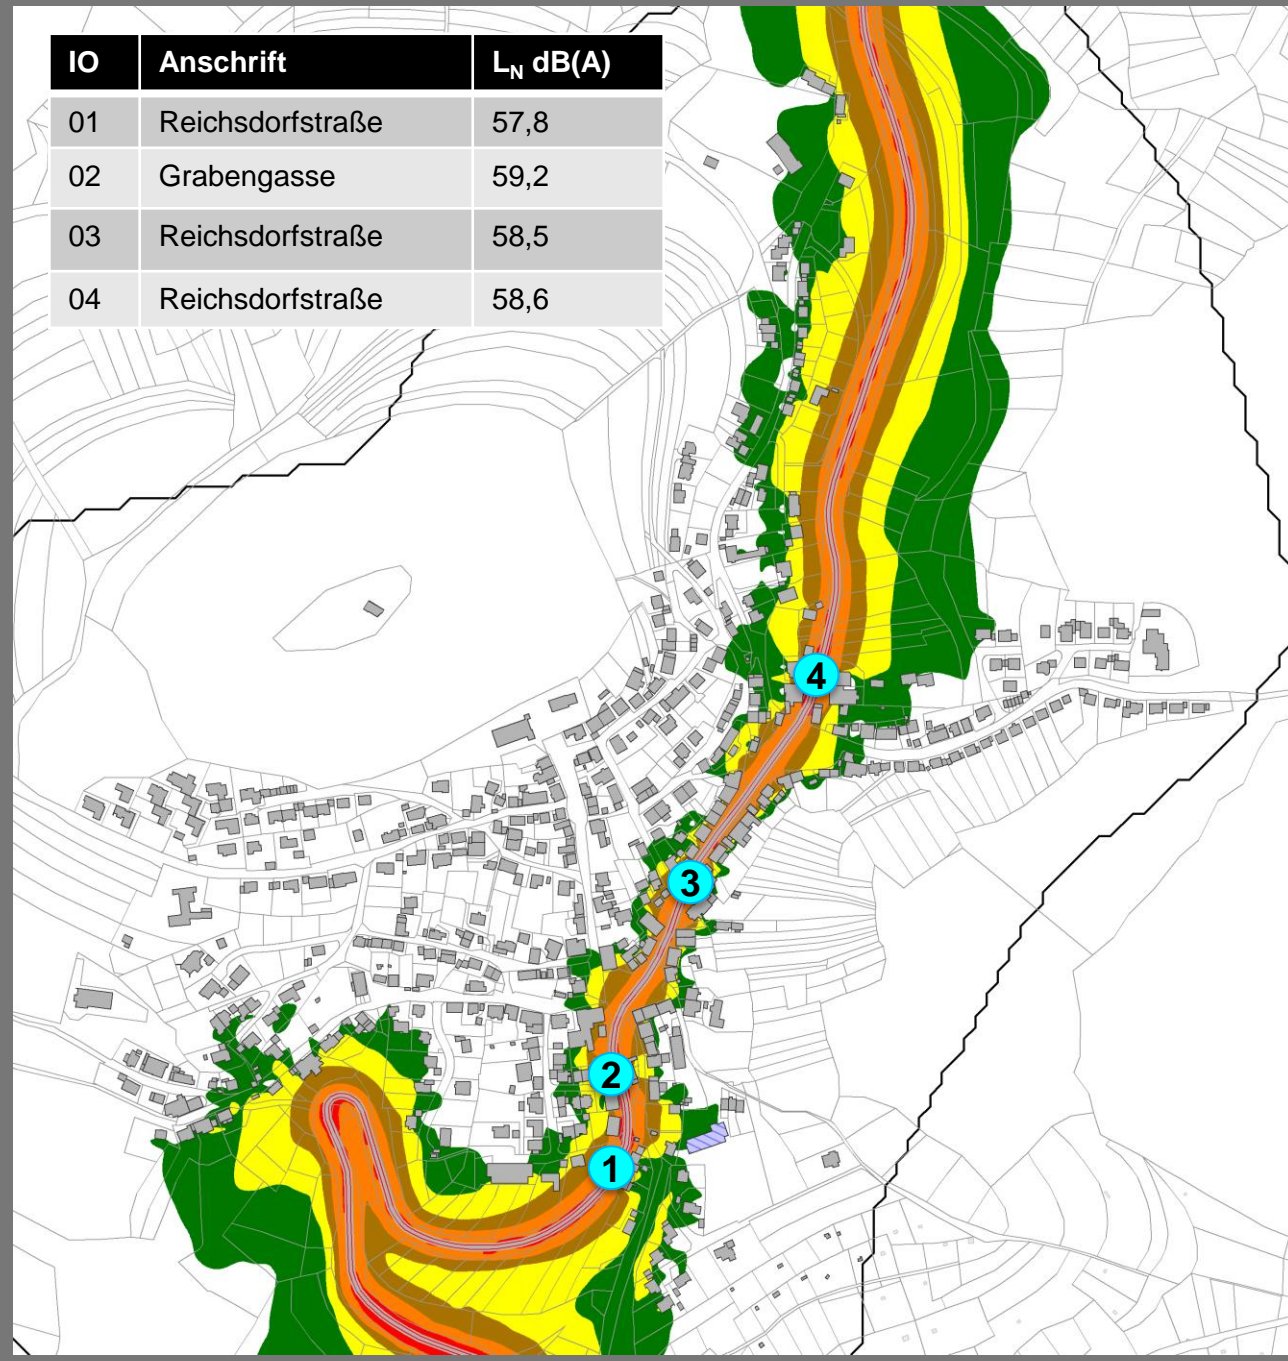 IO Anschrift L_N dB(A)
01 Reichsdorfstraße 57,8
02 Grabengasse 59,2
03 Reichsdorfstraße 58,5
04 Reichsdorfstraße 58,6
4
3
2
1